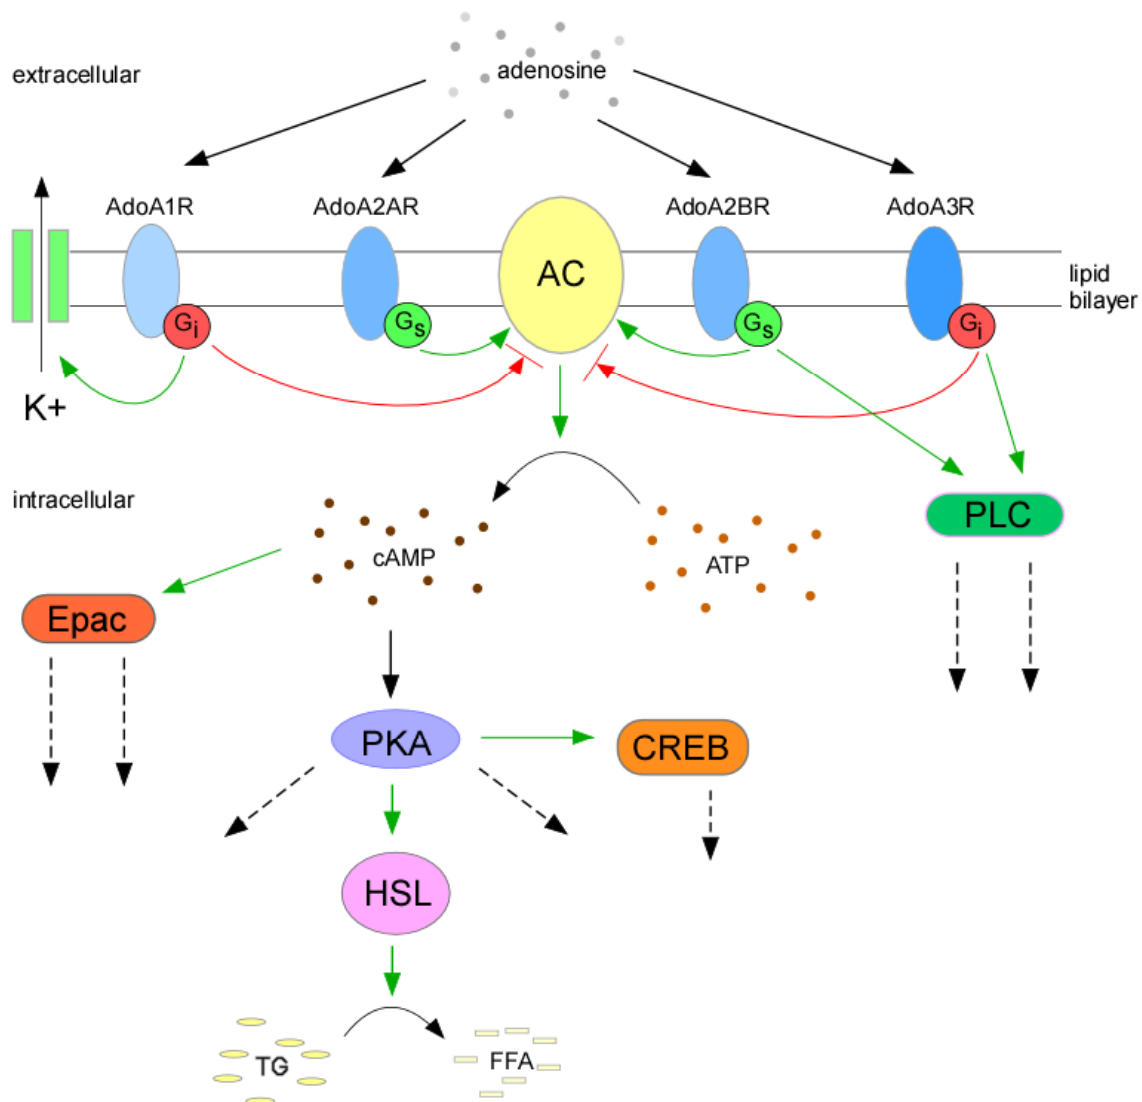 adenosine
extracellular
AdoA1R
AdoA2AR
AdoA2BR
AdoA3R
AC
lipid
bilayer
Gi
Gs
Gs
Gi
K+
intracellular
PLC
cAMP
ATP
Epac
PKA
CREB
HSL
TG
FFA